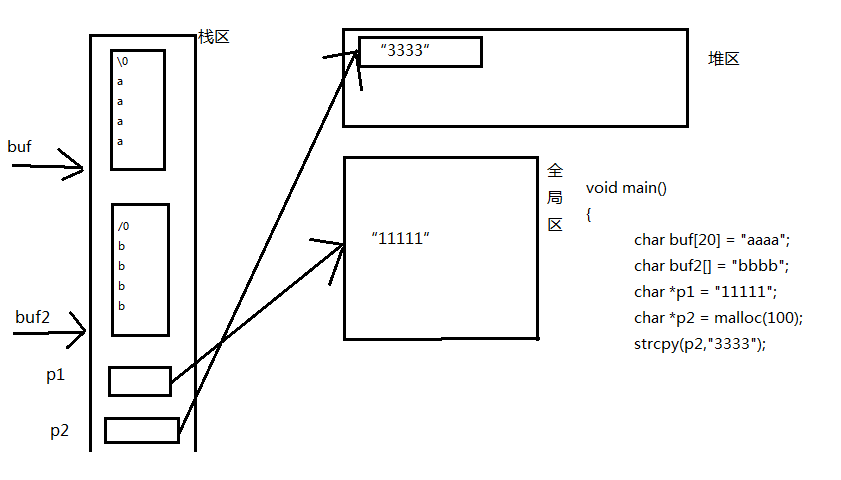 栈区
\0
a
a
a
a
buf
/0
b
b
b
b
buf2
p1
p2
“3333“
堆区
“11111“
全
局
区
void main()
{
char buf[20] = "aaaa";
char buf2[] = "bbbb";
char *p1 = "11111";
char *p2 = malloc(100);
strcpy(p2,"3333");